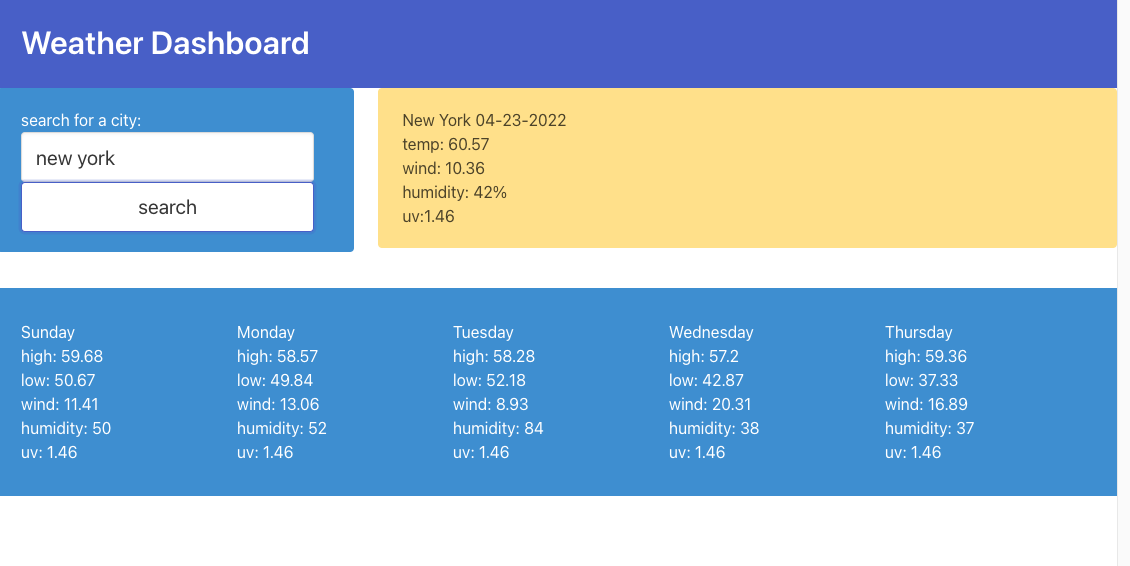 Weather Dashboard
search for a city:
new york
search
New York 04-23-2022
temp: 60.57
wind: 10.36
humidity: 42%
uv:1.46
Sunday
high: 59.68
low: 50.67
wind: 11.41
humidity: 50
uv: 1.46
Monday
high: 58.57
low: 49.84
wind: 13.06
humidity: 52
uv: 1.46
Tuesday
high: 58.28
low: 52.18
wind: 8.93
humidity: 84
uv: 1.46
Wednesday
high: 57.2
low: 42.87
wind: 20.31
humidity: 38
uv: 1.46
Thursday
high: 59.36
low: 37.33
wind: 16.89
humidity: 37
uv: 1.46